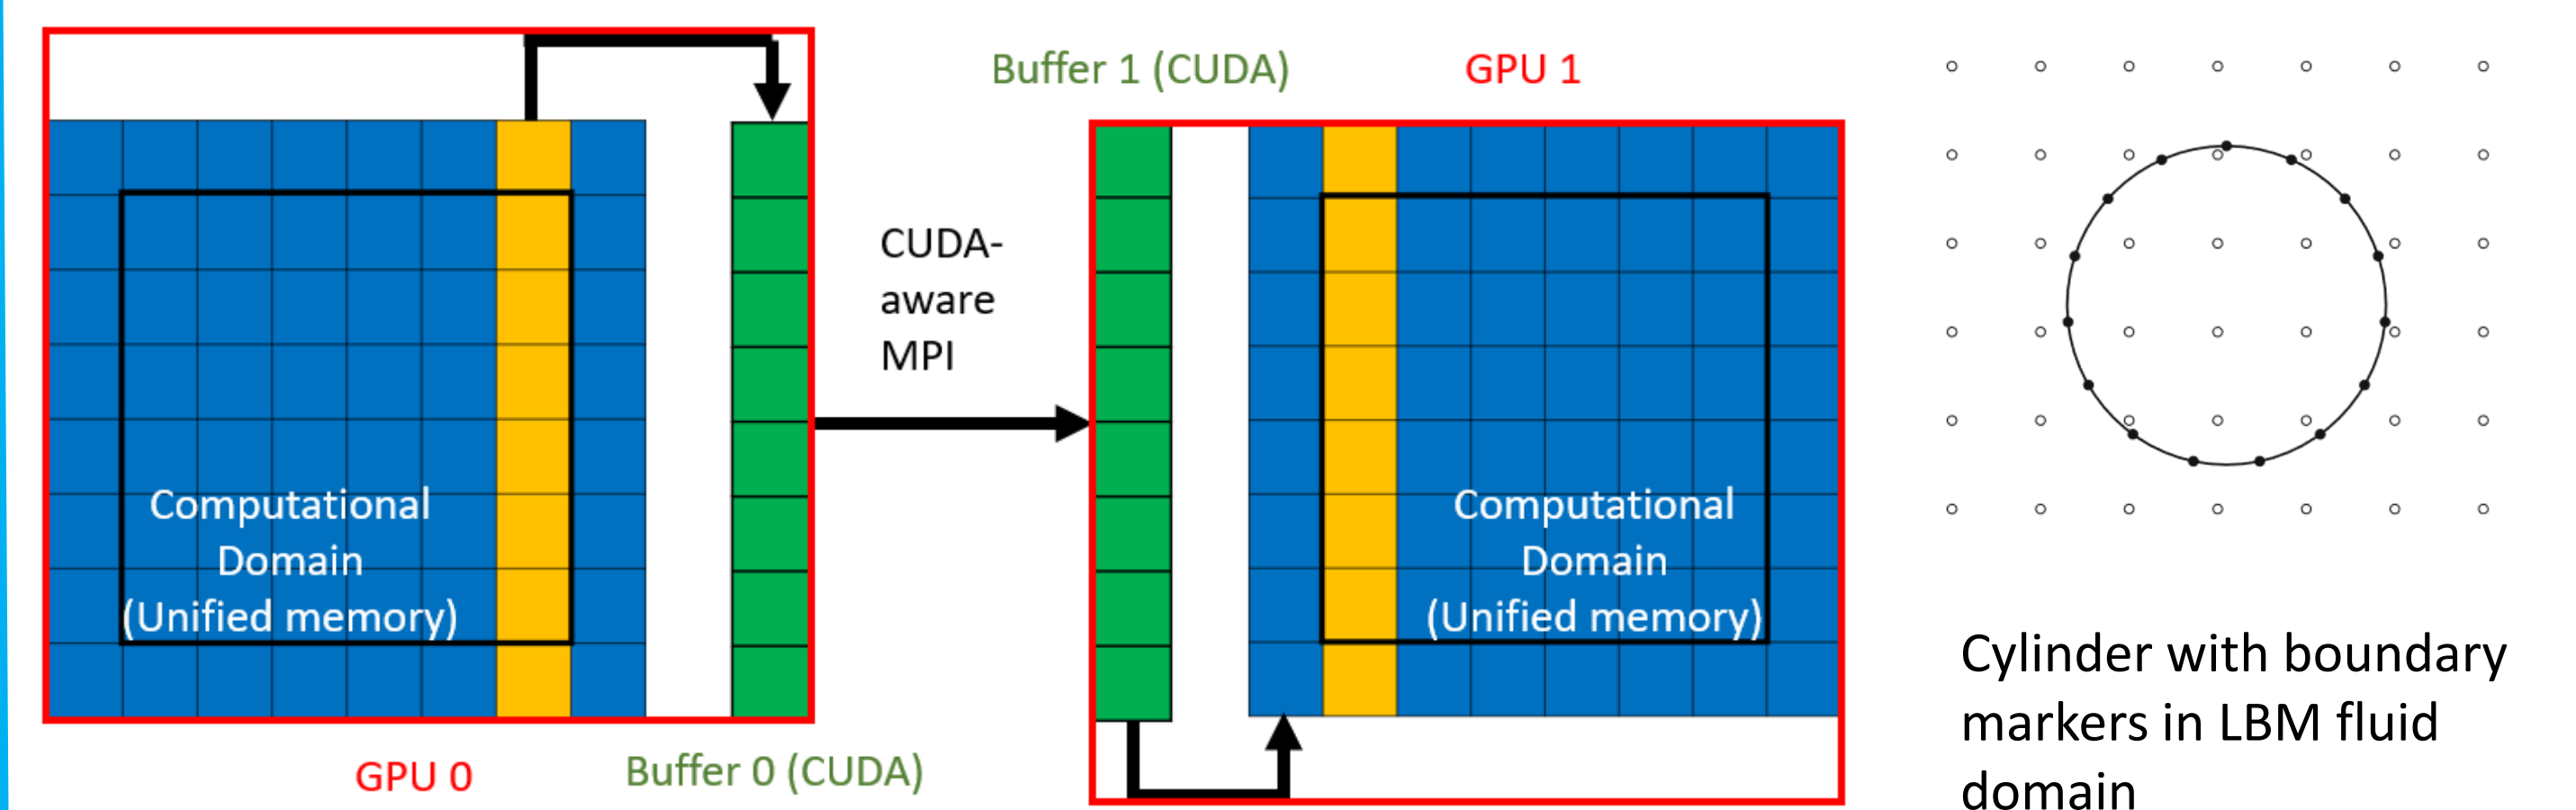 Buffer 1 (CUDA)
GPU 1
CUDA-
aware
MPI
Computational
Domain
(Unified memory)
Computational
Domain
(Unified memory)
GPU 0
Buffer 0 (CUDA)
Cylinder with boundary
markers in LBM fluid
domain